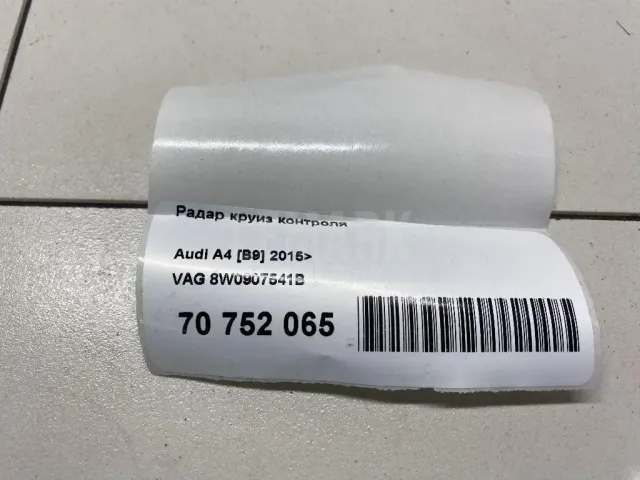 Радар круиз контроля
Audi A4 [B9] 2015>
VAG 8W0907541B
70 752 065